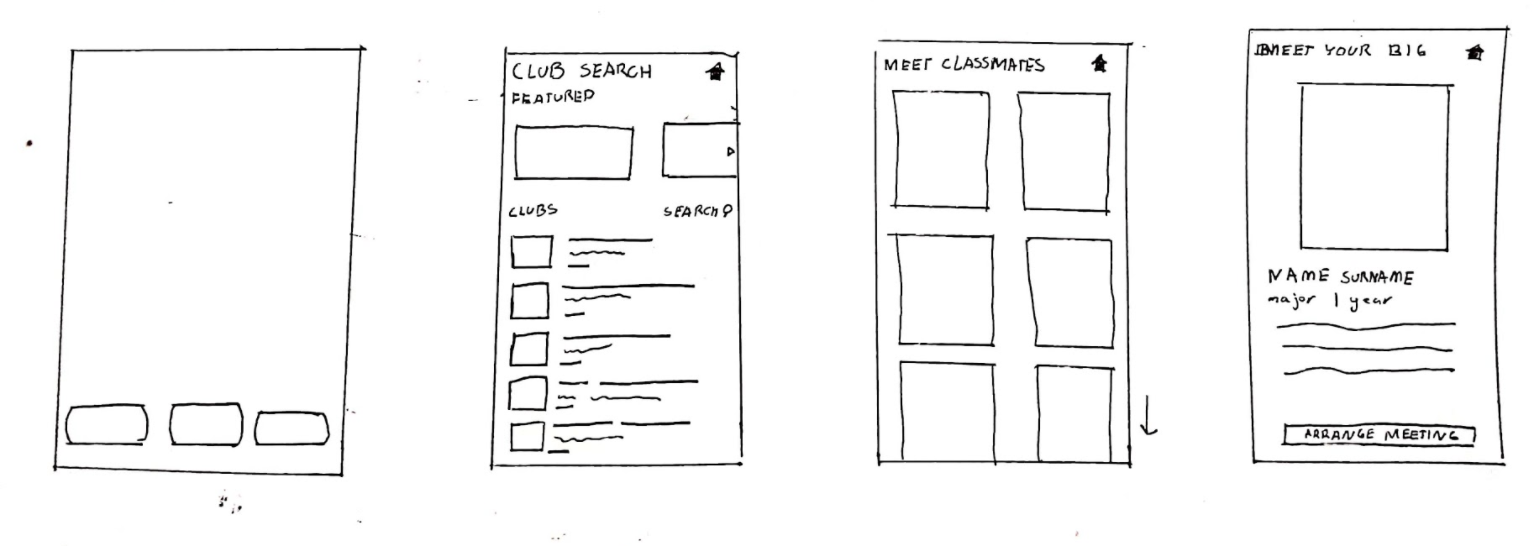 CLUB SEARCH
FEATURED
CLUBS SEARCH
MEET CLASSMATES
MEET YOUR BIG
NAME SURNAME
major | year
ARRANGE MEETING